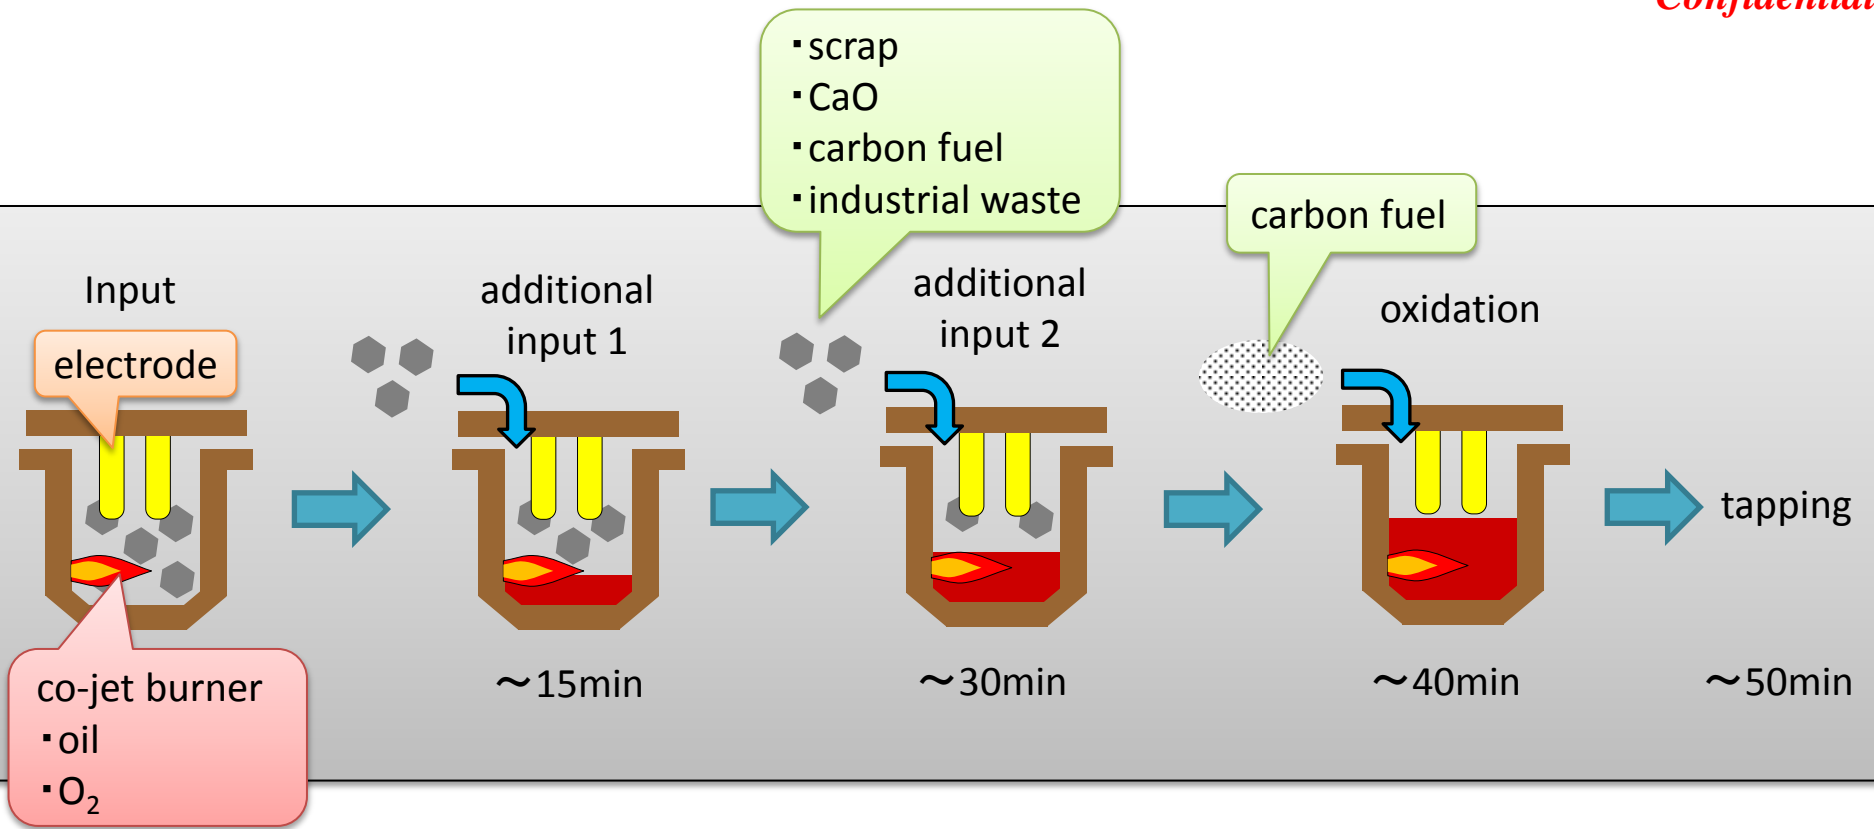 Confidential
・scrap
・CaO
・carbon fuel
・industrial waste
carbon fuel
Input
additional
input 1
additional
input 2
oxidation
electrode
tapping
co-jet burner
・oil
・O₂
～15min
～30min
～40min
～50min